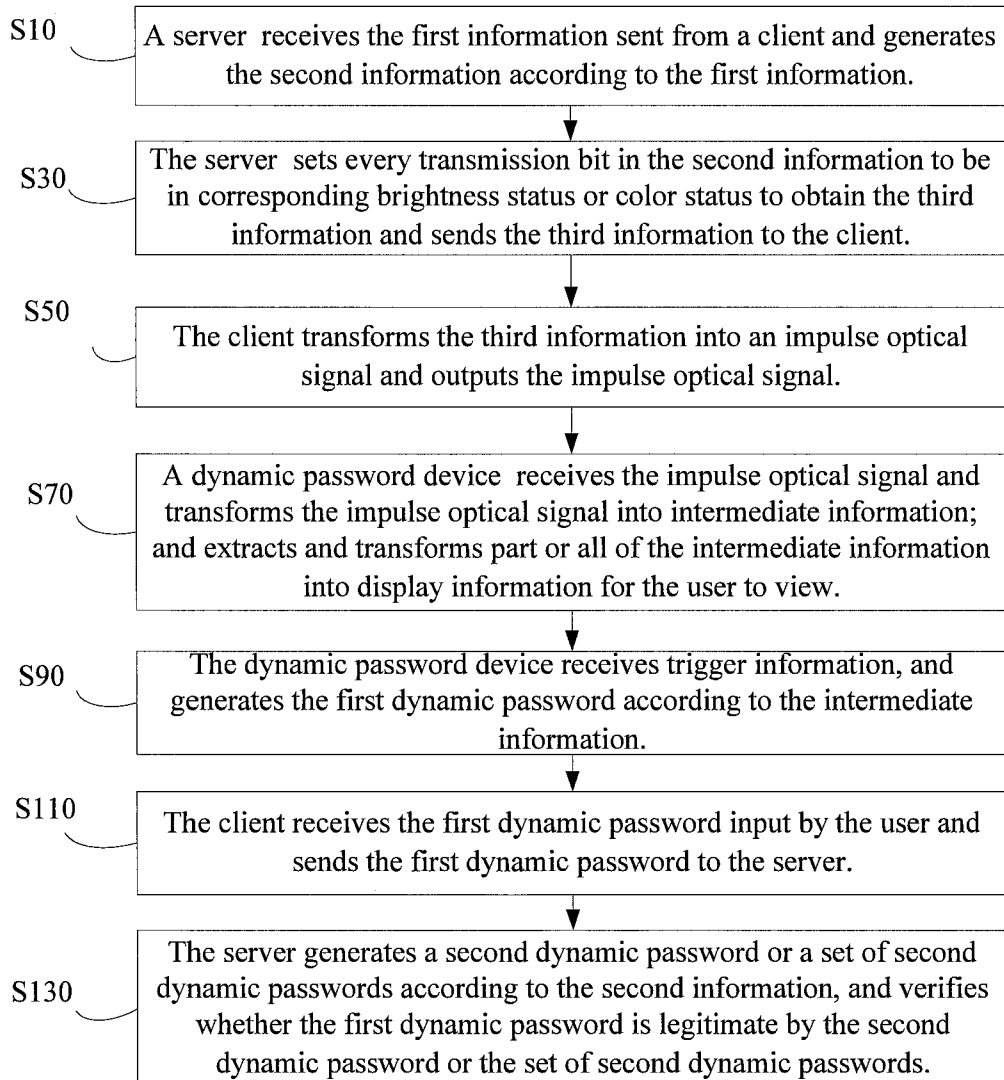 S10
A server receives the first information sent from a client and generates
the second information according to the first information.
S30
The server sets every transmission bit in the second information to be
in corresponding brightness status or color status to obtain the third
information and sends the third information to the client.
S50
The client transforms the third information into an impulse optical
signal and outputs the impulse optical signal.
S70
A dynamic password device receives the impulse optical signal and
transforms the impulse optical signal into intermediate information;
and extracts and transforms part or all of the intermediate information
into display information for the user to view.
S90
The dynamic password device receives trigger information, and
generates the first dynamic password according to the intermediate
information.
S110
The client receives the first dynamic password input by the user and
sends the first dynamic password to the server.
S130
The server generates a second dynamic password or a set of second
dynamic passwords according to the second information, and verifies
whether the first dynamic password is legitimate by the second
dynamic password or the set of second dynamic passwords.